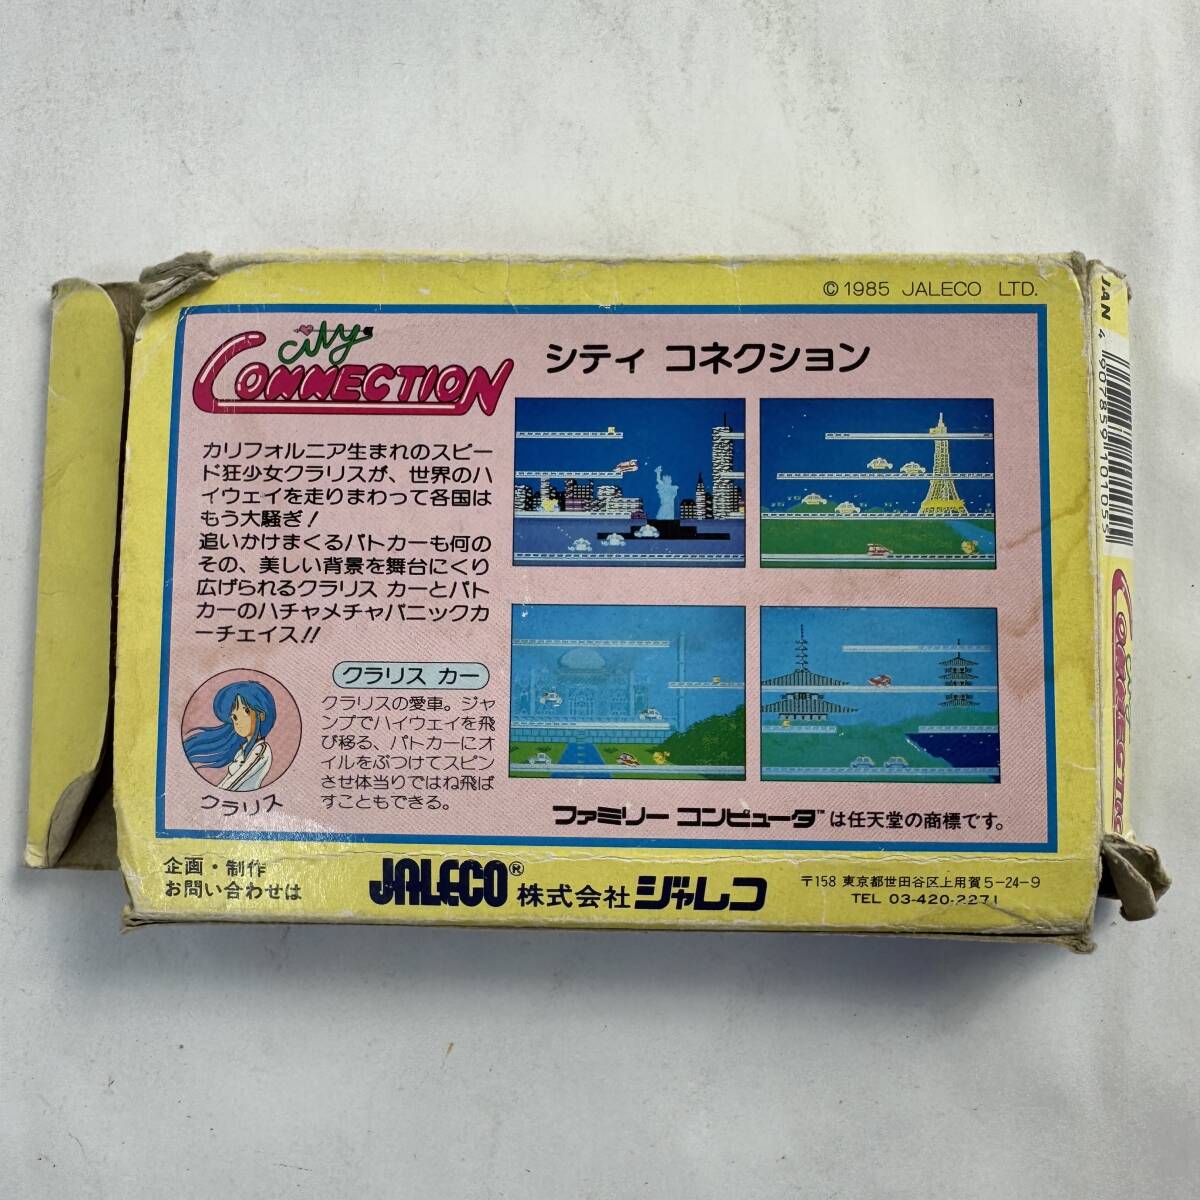 © 1985 JALECO LTD.
City
CONNECTION
シティ コネクション
カリフォルニア生まれのスピー
ド狂少女クラリスが、世界のハ
イウェイを走りまわって各国は
もう大騒ぎ!
追いかけまくるパトカーも何の
その、美しい背景を舞台にくり
広げられるクラリス カーとパト
カーのハチャメチャパニックカ
ーチェイス!!
クラリス カー
クラリスの愛車。ジャ
ンプでハイウェイを飛
び移る、パトカーにオ
イルをぶつけてスピン
させ体当りではね飛ば
すこともできる。
クラリス
ファミリー コンピュータ™は任天堂の商標です。
企画・制作
お問い合わせは
JALECO® 株式会社 ジャレコ
〒158 東京都世田谷区上用賀5-24-9
TEL 03-420-2271
JAN 4 907859 101053
City
CONNECTION